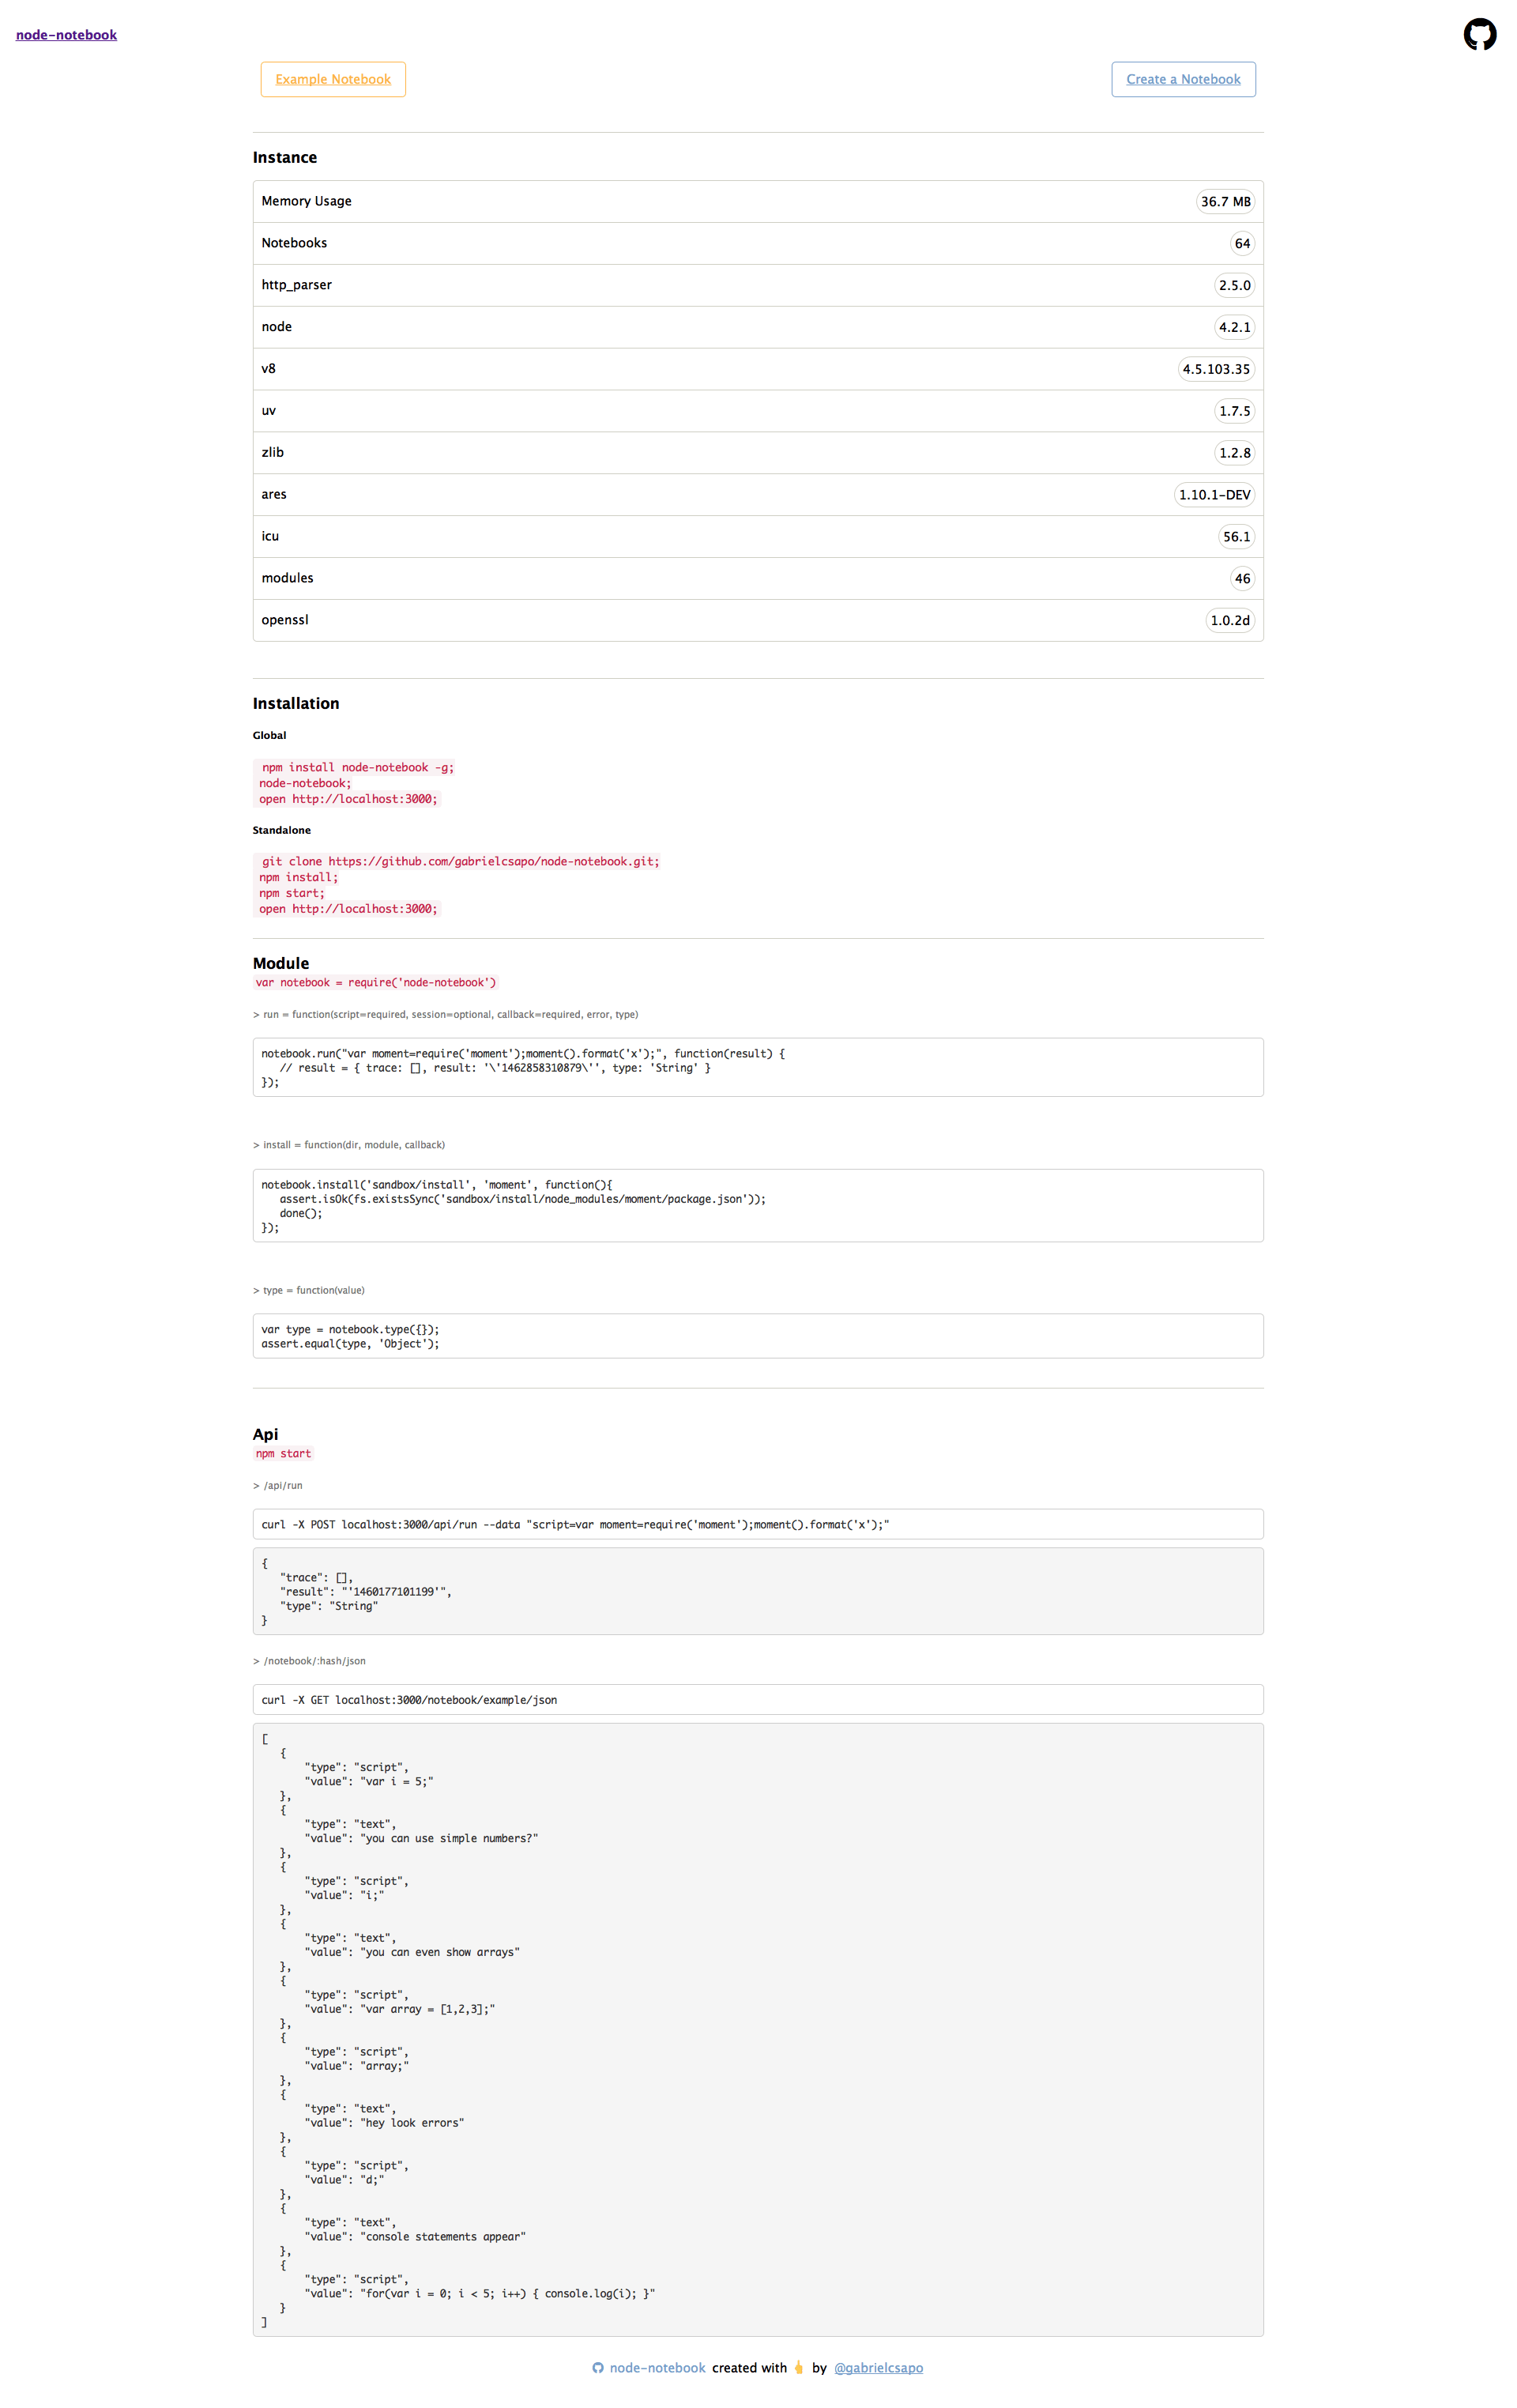 node-notebook
Example Notebook
Create a Notebook
Instance
Memory Usage 36.7 MB
Notebooks 64
http_parser 2.5.0
node 4.2.1
v8 4.5.103.35
uv 1.7.5
zlib 1.2.8
ares 1.10.1-DEV
icu 56.1
modules 46
openssl 1.0.2d
Installation
Global
npm install node-notebook -g;
node-notebook;
open http://localhost:3000;
Standalone
git clone https://github.com/gabrielcsapo/node-notebook.git;
npm install;
npm start;
open http://localhost:3000;
Module
var notebook = require('node-notebook')
> run = function(script=required, session=optional, callback=required, error, type)
notebook.run("var moment=require('moment');moment().format('x');", function(result) {
// result = { trace: [], result: '\'1462858310879\'', type: 'String' }
});
> install = function(dir, module, callback)
notebook.install('sandbox/install', 'moment', function(){
assert.isOk(fs.existsSync('sandbox/install/node_modules/moment/package.json'));
done();
});
> type = function(value)
var type = notebook.type({});
assert.equal(type, 'Object');
Api
npm start
> /api/run
curl -X POST localhost:3000/api/run --data "script=var moment=require('moment');moment().format('x');"
{
"trace": [],
"result": "'1460177101199'",
"type": "String"
}
> /notebook/:hash/json
curl -X GET localhost:3000/notebook/example/json
[
{
"type": "script",
"value": "var i = 5;"
},
{
"type": "text",
"value": "you can use simple numbers?"
},
{
"type": "script",
"value": "i;"
},
{
"type": "text",
"value": "you can even show arrays"
},
{
"type": "script",
"value": "var array = [1,2,3];"
},
{
"type": "script",
"value": "array;"
},
{
"type": "text",
"value": "hey look errors"
},
{
"type": "script",
"value": "d;"
},
{
"type": "text",
"value": "console statements appear"
},
{
"type": "script",
"value": "for(var i = 0; i < 5; i++) { console.log(i); }"
}
]
node-notebook created with 🖕 by @gabrielcsapo